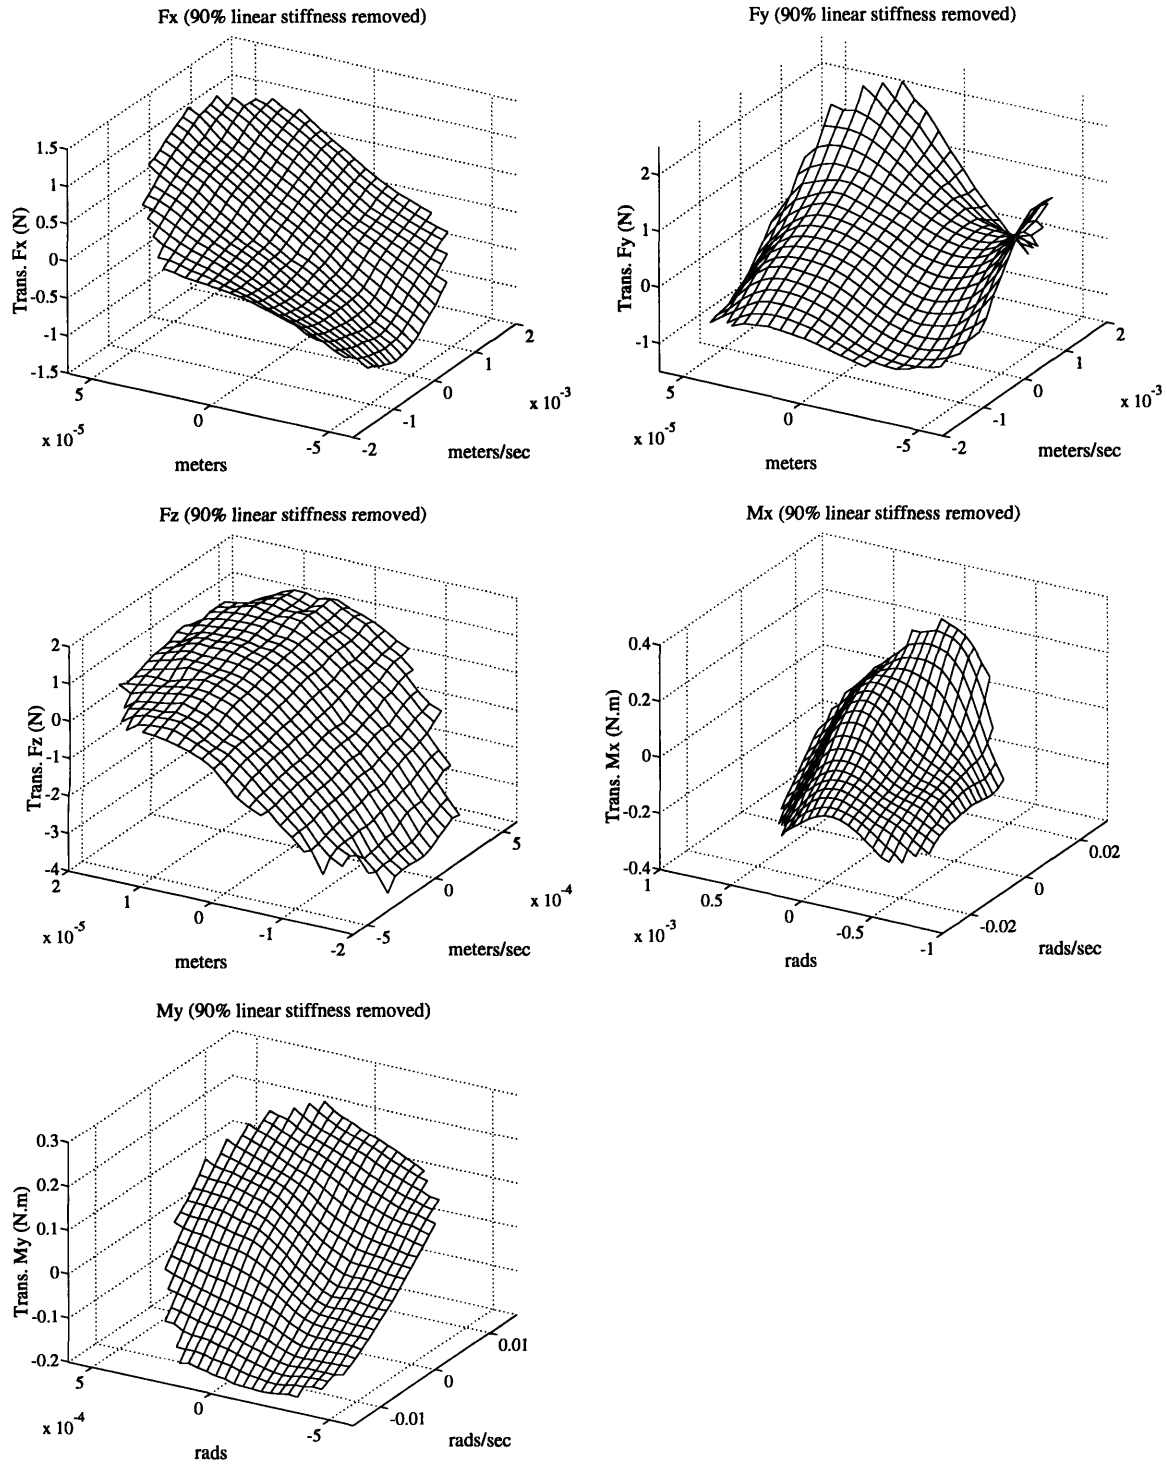 Fx (90% linear stiffness removed)
Trans. Fx (N)
1.5
1
0.5
0
-0.5
-1
-1.5
5
0
-5
x 10-5
meters
-2
-1
0
1
2
x 10-3
meters/sec
Fy (90% linear stiffness removed)
Trans. Fy (N)
2
1
0
-1
5
0
-5
x 10-5
meters
-2
-1
0
1
2
x 10-3
meters/sec
Fz (90% linear stiffness removed)
Trans. Fz (N)
2
1
0
-1
-2
-3
-4
2
1
0
-1
-2
x 10-5
meters
-5
0
5
x 10-4
meters/sec
Mx (90% linear stiffness removed)
Trans. Mx (N.m)
0.4
0.2
0
-0.2
-0.4
1
0.5
0
-0.5
-1
x 10-3
rads
-0.02
0
0.02
rads/sec
My (90% linear stiffness removed)
Trans. My (N.m)
0.3
0.2
0.1
0
-0.1
-0.2
5
0
-5
x 10-4
rads
-0.01
0
0.01
rads/sec